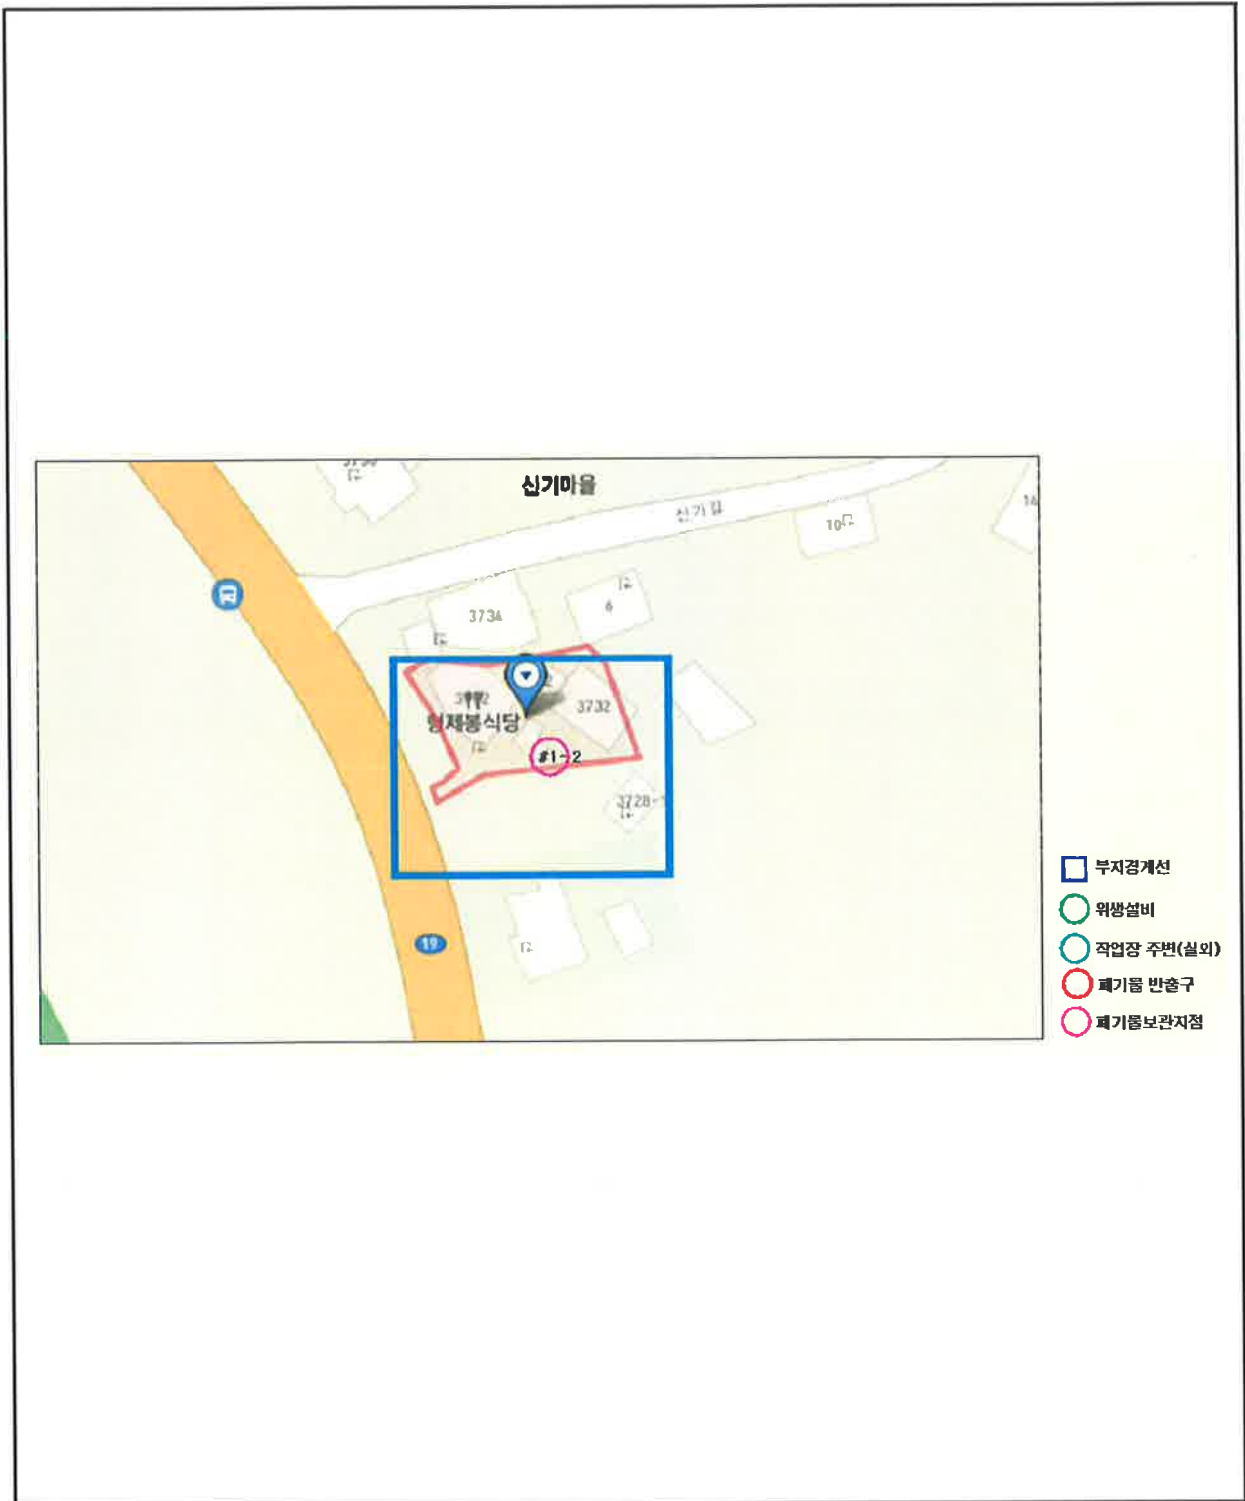 신기마을
신기길
10
16
3734
6
3732
형제봉식당
#1-2
3728-1
19
부지경계선
위생설비
작업장 주변(실외)
폐기물 반출구
폐기물보관지점